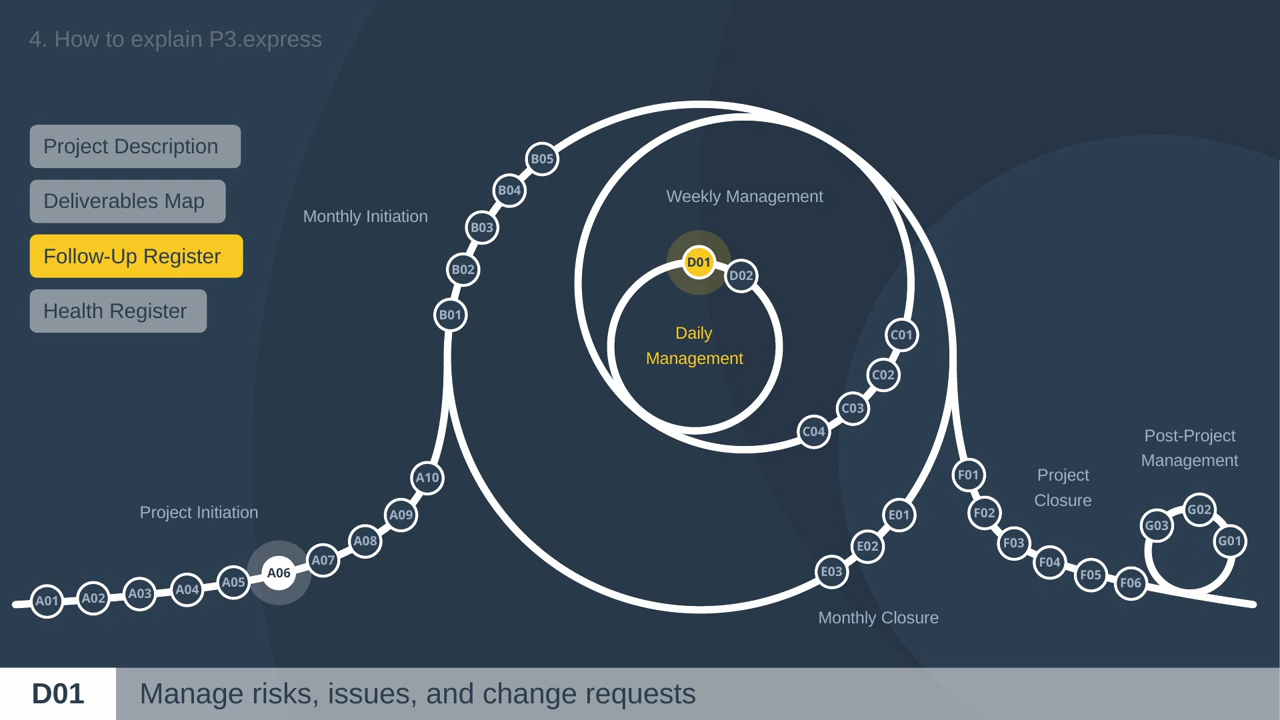 4. How to explain P3.express
Project Description
Deliverables Map
Follow-Up Register
Health Register
Monthly Initiation
B05
B04
B03
B02
B01
Weekly Management
D01
D02
Daily
Management
C01
C02
C03
C04
Project Initiation
A01
A02
A03
A04
A05
A06
A07
A08
A09
A10
E01
E02
E03
Monthly Closure
F01
F02
F03
F04
F05
F06
Project
Closure
Post-Project
Management
G03
G02
G01
D01
Manage risks, issues, and change requests